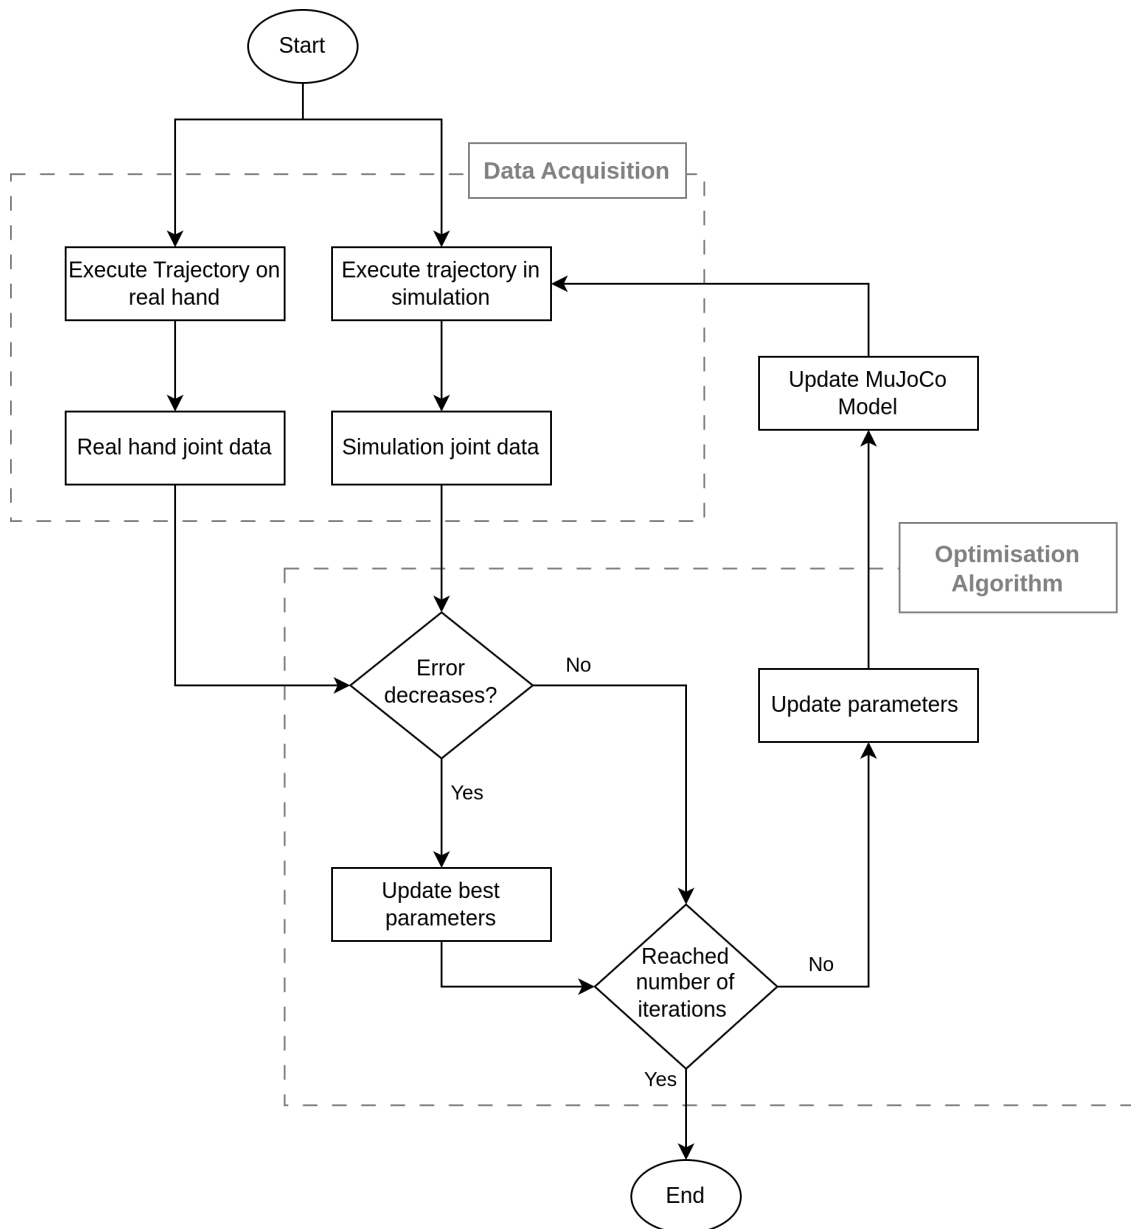 Start
Data Acquisition
Execute Trajectory on
real hand
Execute trajectory in
simulation
Update MuJoCo
Model
Real hand joint data
Simulation joint data
Optimisation
Algorithm
Error
decreases?
No
Update parameters
Yes
Update best
parameters
Reached
number of
iterations
No
Yes
End